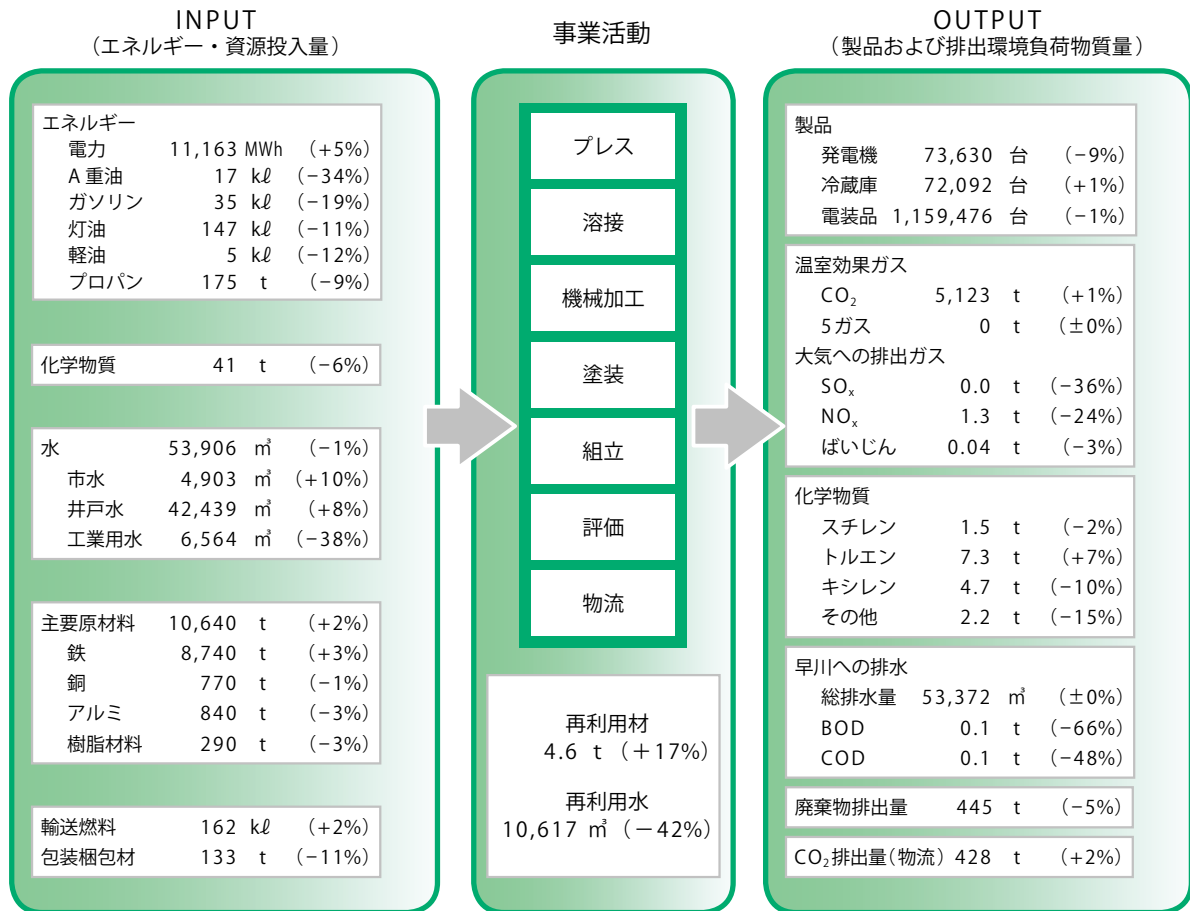 INPUT
（エネルギー・資源投入量）
エネルギー
電力 11,163 MWh (+5%)
A 重油 17 kℓ (−34%)
ガソリン 35 kℓ (−19%)
灯油 147 kℓ (−11%)
軽油 5 kℓ (−12%)
プロパン 175 t (−9%)
化学物質 41 t (−6%)
水 53,906 ㎥ (−1%)
市水 4,903 ㎥ (+10%)
井戸水 42,439 ㎥ (+8%)
工業用水 6,564 ㎥ (−38%)
主要原材料 10,640 t (+2%)
鉄 8,740 t (+3%)
銅 770 t (−1%)
アルミ 840 t (−3%)
樹脂材料 290 t (−3%)
輸送燃料 162 kℓ (+2%)
包装梱包材 133 t (−11%)
事業活動
プレス
溶接
機械加工
塗装
組立
評価
物流
再利用材
4.6 t （＋17%）
再利用水
10,617 ㎥ （−42%）
OUTPUT
（製品および排出環境負荷物質量）
製品
発電機 73,630 台 (−9%)
冷蔵庫 72,092 台 (+1%)
電装品 1,159,476 台 (−1%)
温室効果ガス
CO₂ 5,123 t (+1%)
5ガス 0 t (±0%)
大気への排出ガス
SOₓ 0.0 t (−36%)
NOₓ 1.3 t (−24%)
ばいじん 0.04 t (−3%)
化学物質
スチレン 1.5 t (−2%)
トルエン 7.3 t (+7%)
キシレン 4.7 t (−10%)
その他 2.2 t (−15%)
早川への排水
総排水量 53,372 ㎥ (±0%)
BOD 0.1 t (−66%)
COD 0.1 t (−48%)
廃棄物排出量 445 t (−5%)
CO₂排出量(物流) 428 t (+2%)